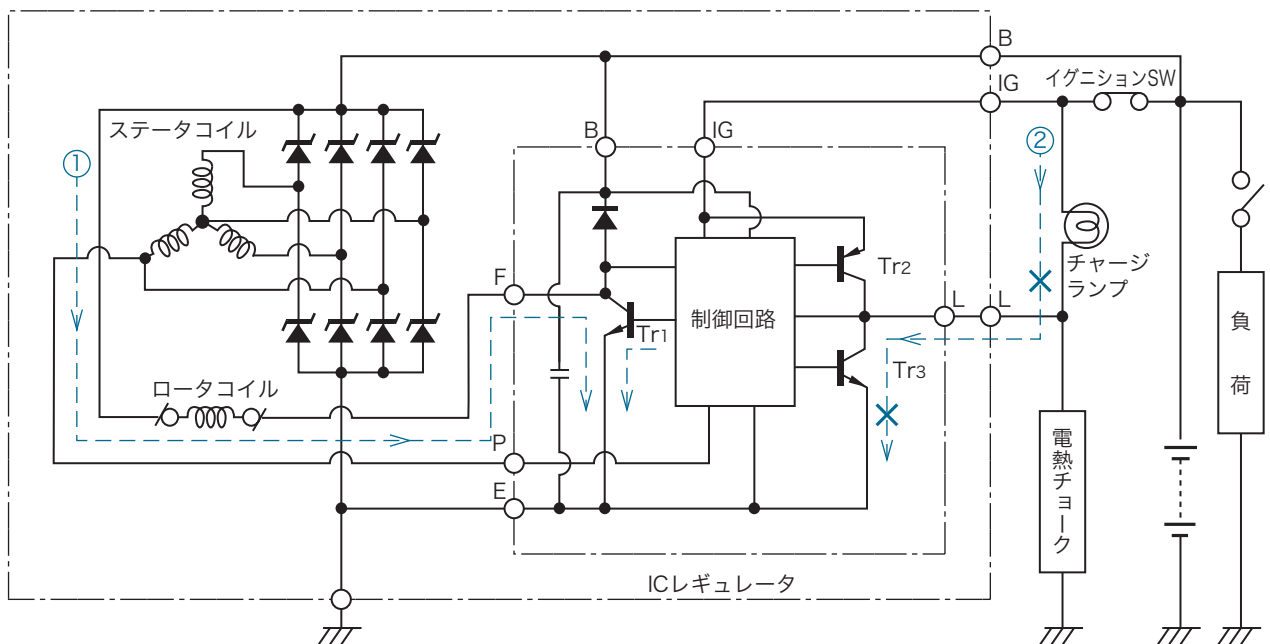 B
イグニションSW
IG
ステータコイル
①
B
IG
②
チャージ
ランプ
Tr2
F
L
L
制御回路
Tr1
Tr3
負荷
ロータコイル
P
電熱チョーク
E
ICレギュレータ